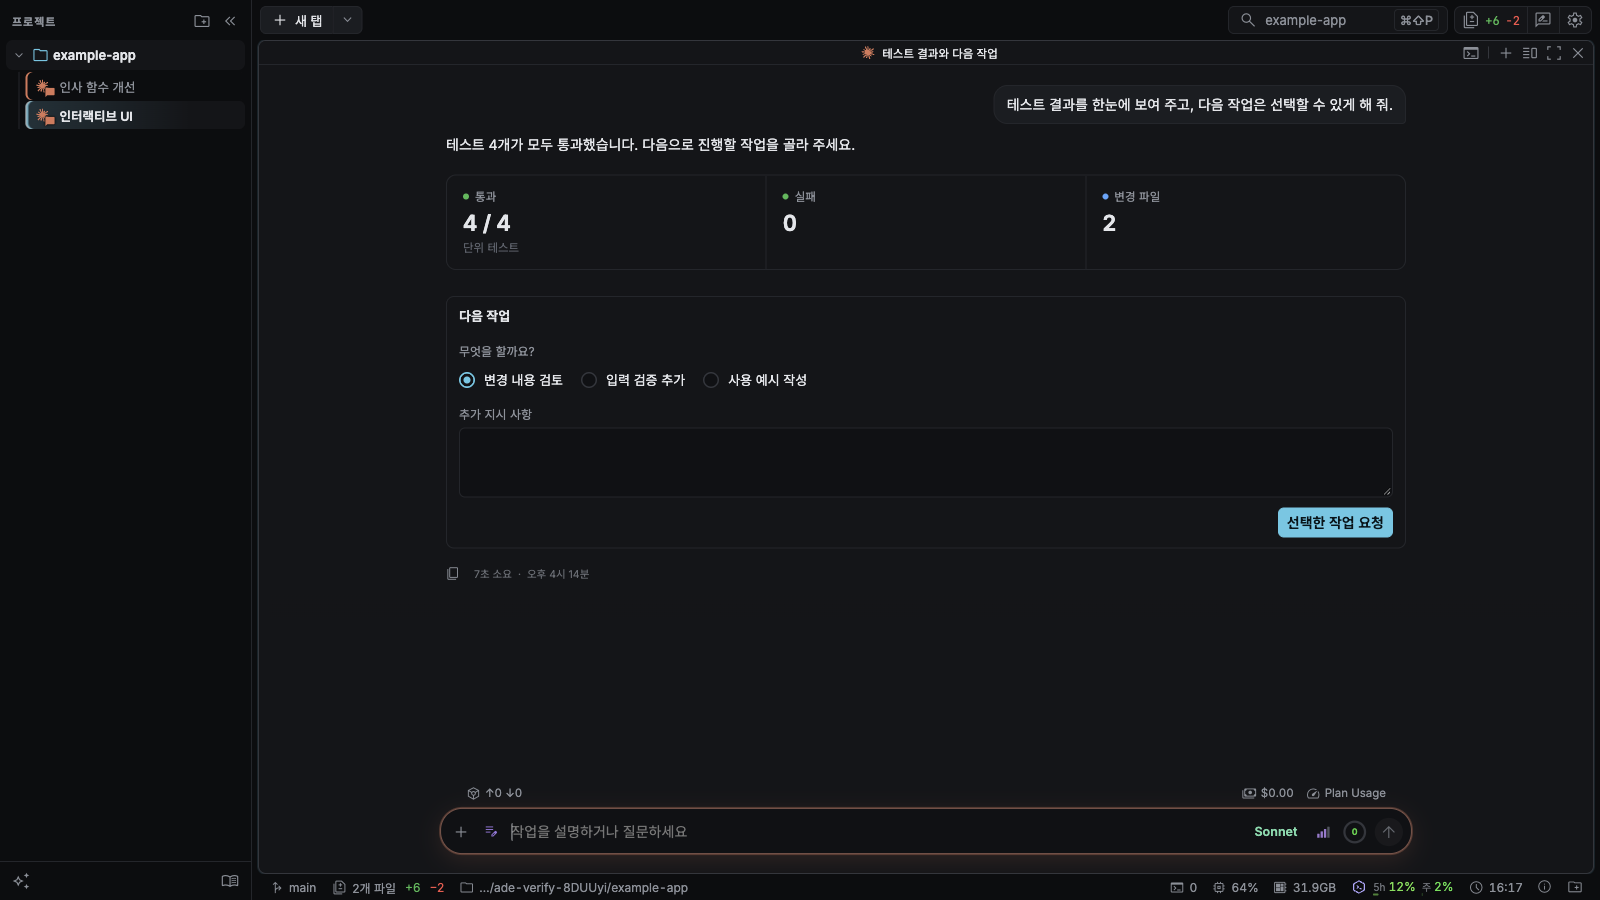 프로젝트
새 탭
example-app
⌘⇧P
+6 -2
example-app
인사 함수 개선
인터랙티브 UI
테스트 결과와 다음 작업
테스트 결과를 한눈에 보여 주고, 다음 작업은 선택할 수 있게 해 줘.
테스트 4개가 모두 통과했습니다. 다음으로 진행할 작업을 골라 주세요.
통과
4 / 4
단위 테스트
실패
0
변경 파일
2
다음 작업
무엇을 할까요?
변경 내용 검토
입력 검증 추가
사용 예시 작성
추가 지시 사항
선택한 작업 요청
7초 소요 · 오후 4시 14분
↑0 ↓0
$0.00
Plan Usage
작업을 설명하거나 질문하세요
Sonnet
0
main
2개 파일 +6 −2
.../ade-verify-8DUUyi/example-app
0
64%
31.9GB
5h 12% 주 2%
16:17